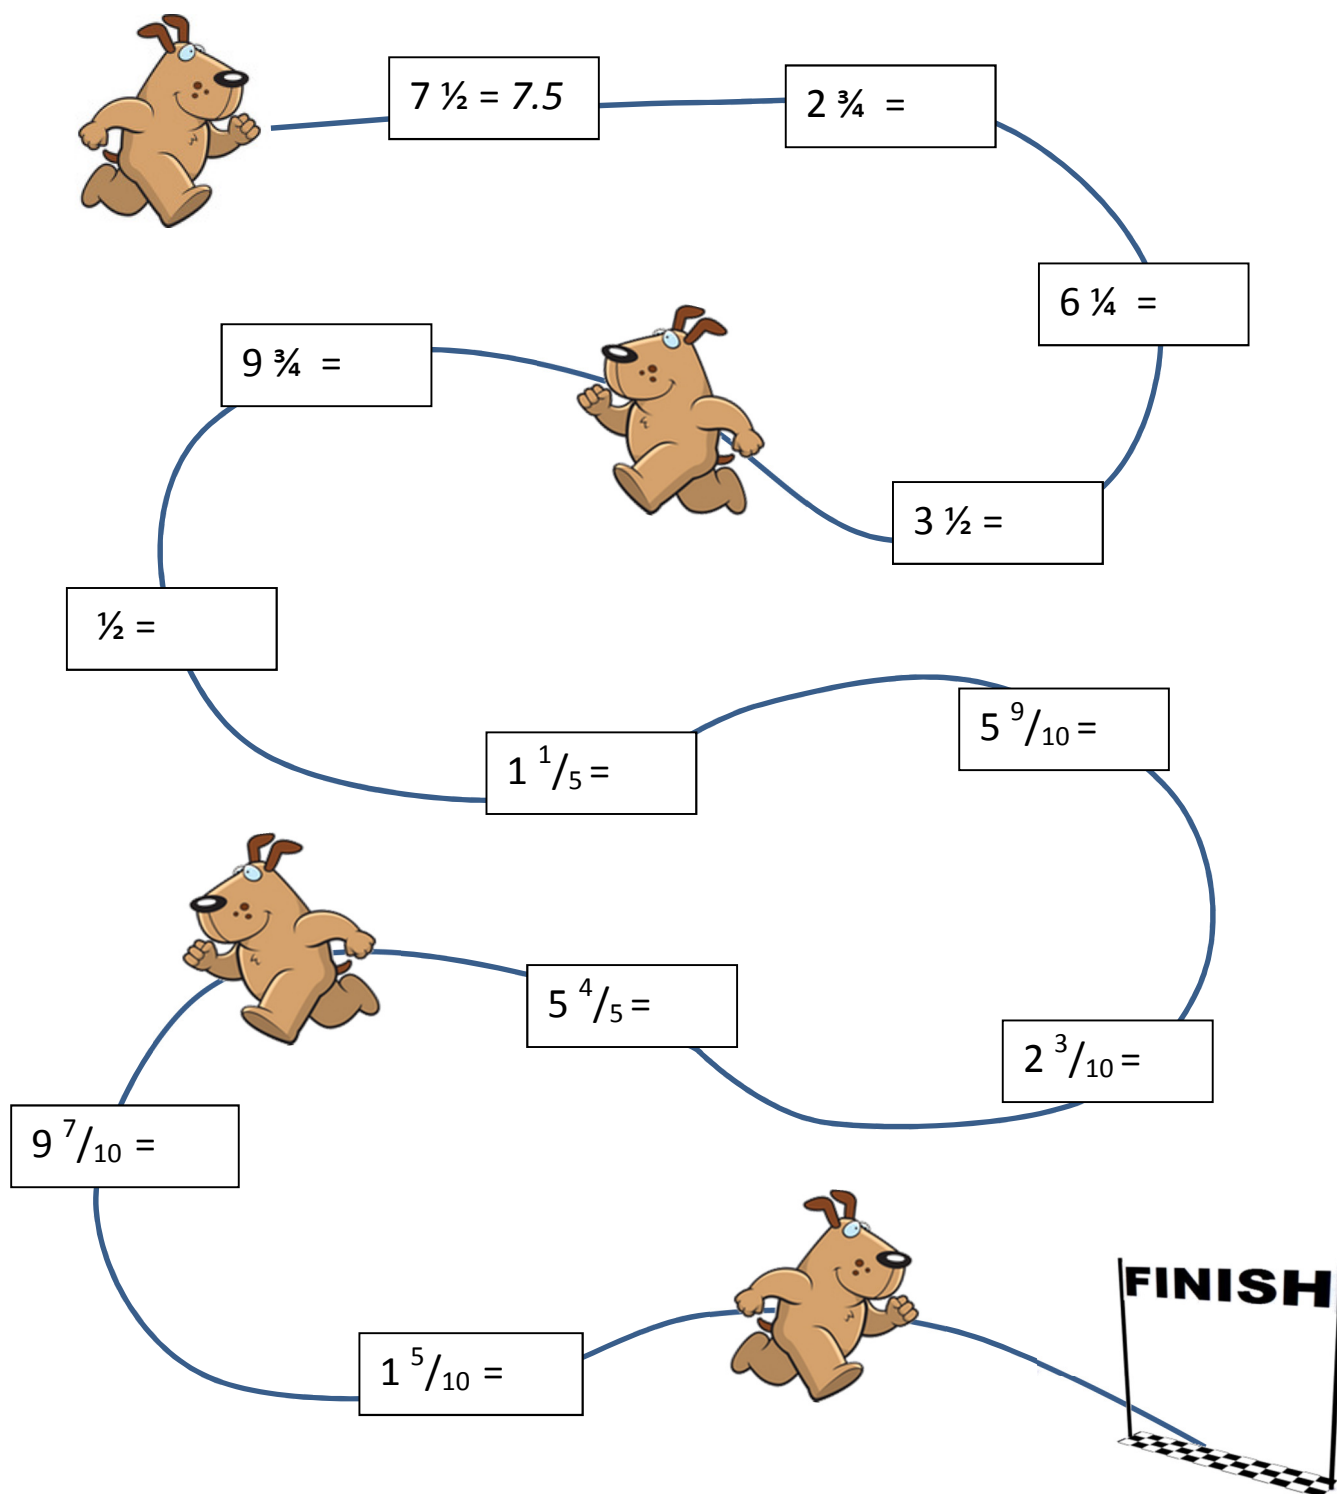 7 ½ = 7.5
2 ¾ =
6 ¼ =
3 ½ =
9 ¾ =
½ =
1 1/5 =
5 9/10 =
2 3/10 =
5 4/5 =
9 7/10 =
1 5/10 =
FINISH